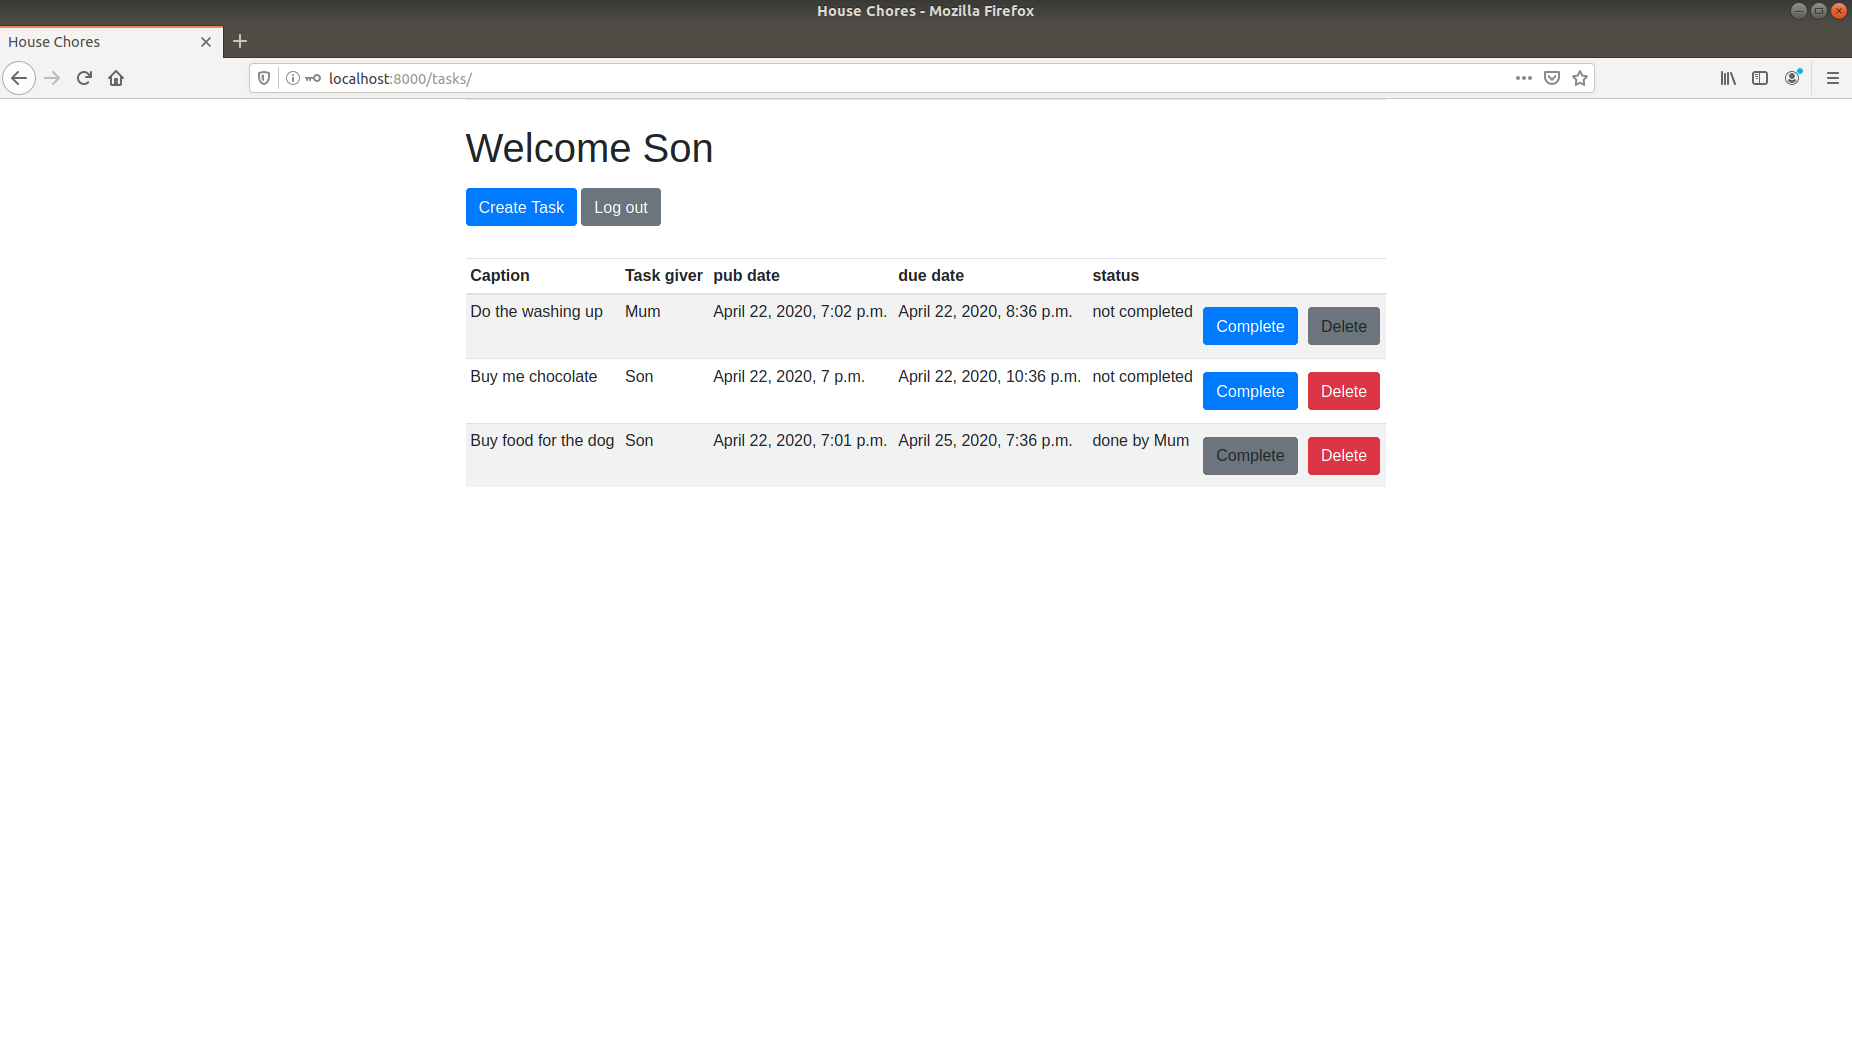 House Chores - Mozilla Firefox
House Chores
localhost:8000/tasks/
Welcome Son
Create Task Log out
Caption Task giver pub date due date status
Do the washing up Mum April 22, 2020, 7:02 p.m. April 22, 2020, 8:36 p.m. not completed Complete Delete
Buy me chocolate Son April 22, 2020, 7 p.m. April 22, 2020, 10:36 p.m. not completed Complete Delete
Buy food for the dog Son April 22, 2020, 7:01 p.m. April 25, 2020, 7:36 p.m. done by Mum Complete Delete